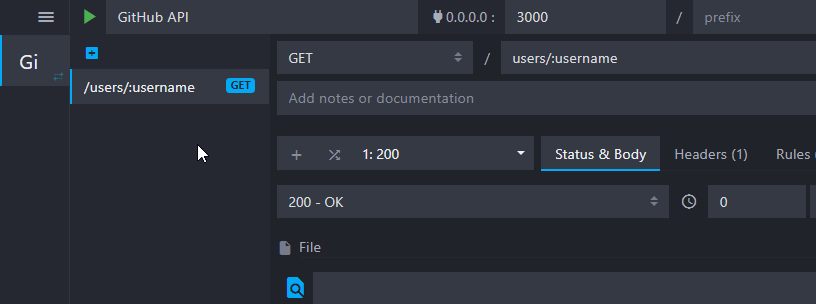 GitHub API
0.0.0.0 :
3000
/
prefix
Gi
/users/:username
GET
GET
/
users/:username
Add notes or documentation
1: 200
Status & Body
Headers (1)
Rules (
200 - OK
0
File